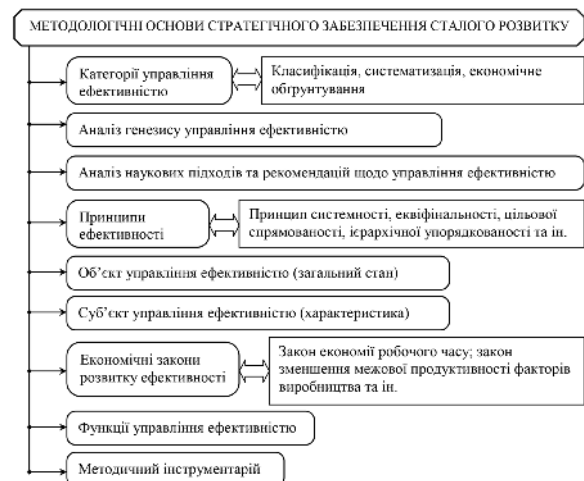 МЕТОДОЛОГІЧНІ ОСНОВИ СТРАТЕГІЧНОГО ЗАБЕЗПЕЧЕННЯ СТАЛОГО РОЗВИТКУ
Категорії управління
ефективністю
Класифікація, систематизація, економічне
обґрунтування
Аналіз генезису управління ефективністю
Аналіз наукових підходів та рекомендацій щодо управління ефективністю
Принципи
ефективності
Принцип системності, еквіфінальності, цільової
спрямованості, ієрархічної упорядкованості та ін.
Об’єкт управління ефективністю (загальний стан)
Суб’єкт управління ефективністю (характеристика)
Економічні закони
розвитку ефективності
Закон економії робочого часу; закон
зменшення межової продуктивності факторів
виробництва та ін.
Функції управління ефективністю
Методичний інструментарій